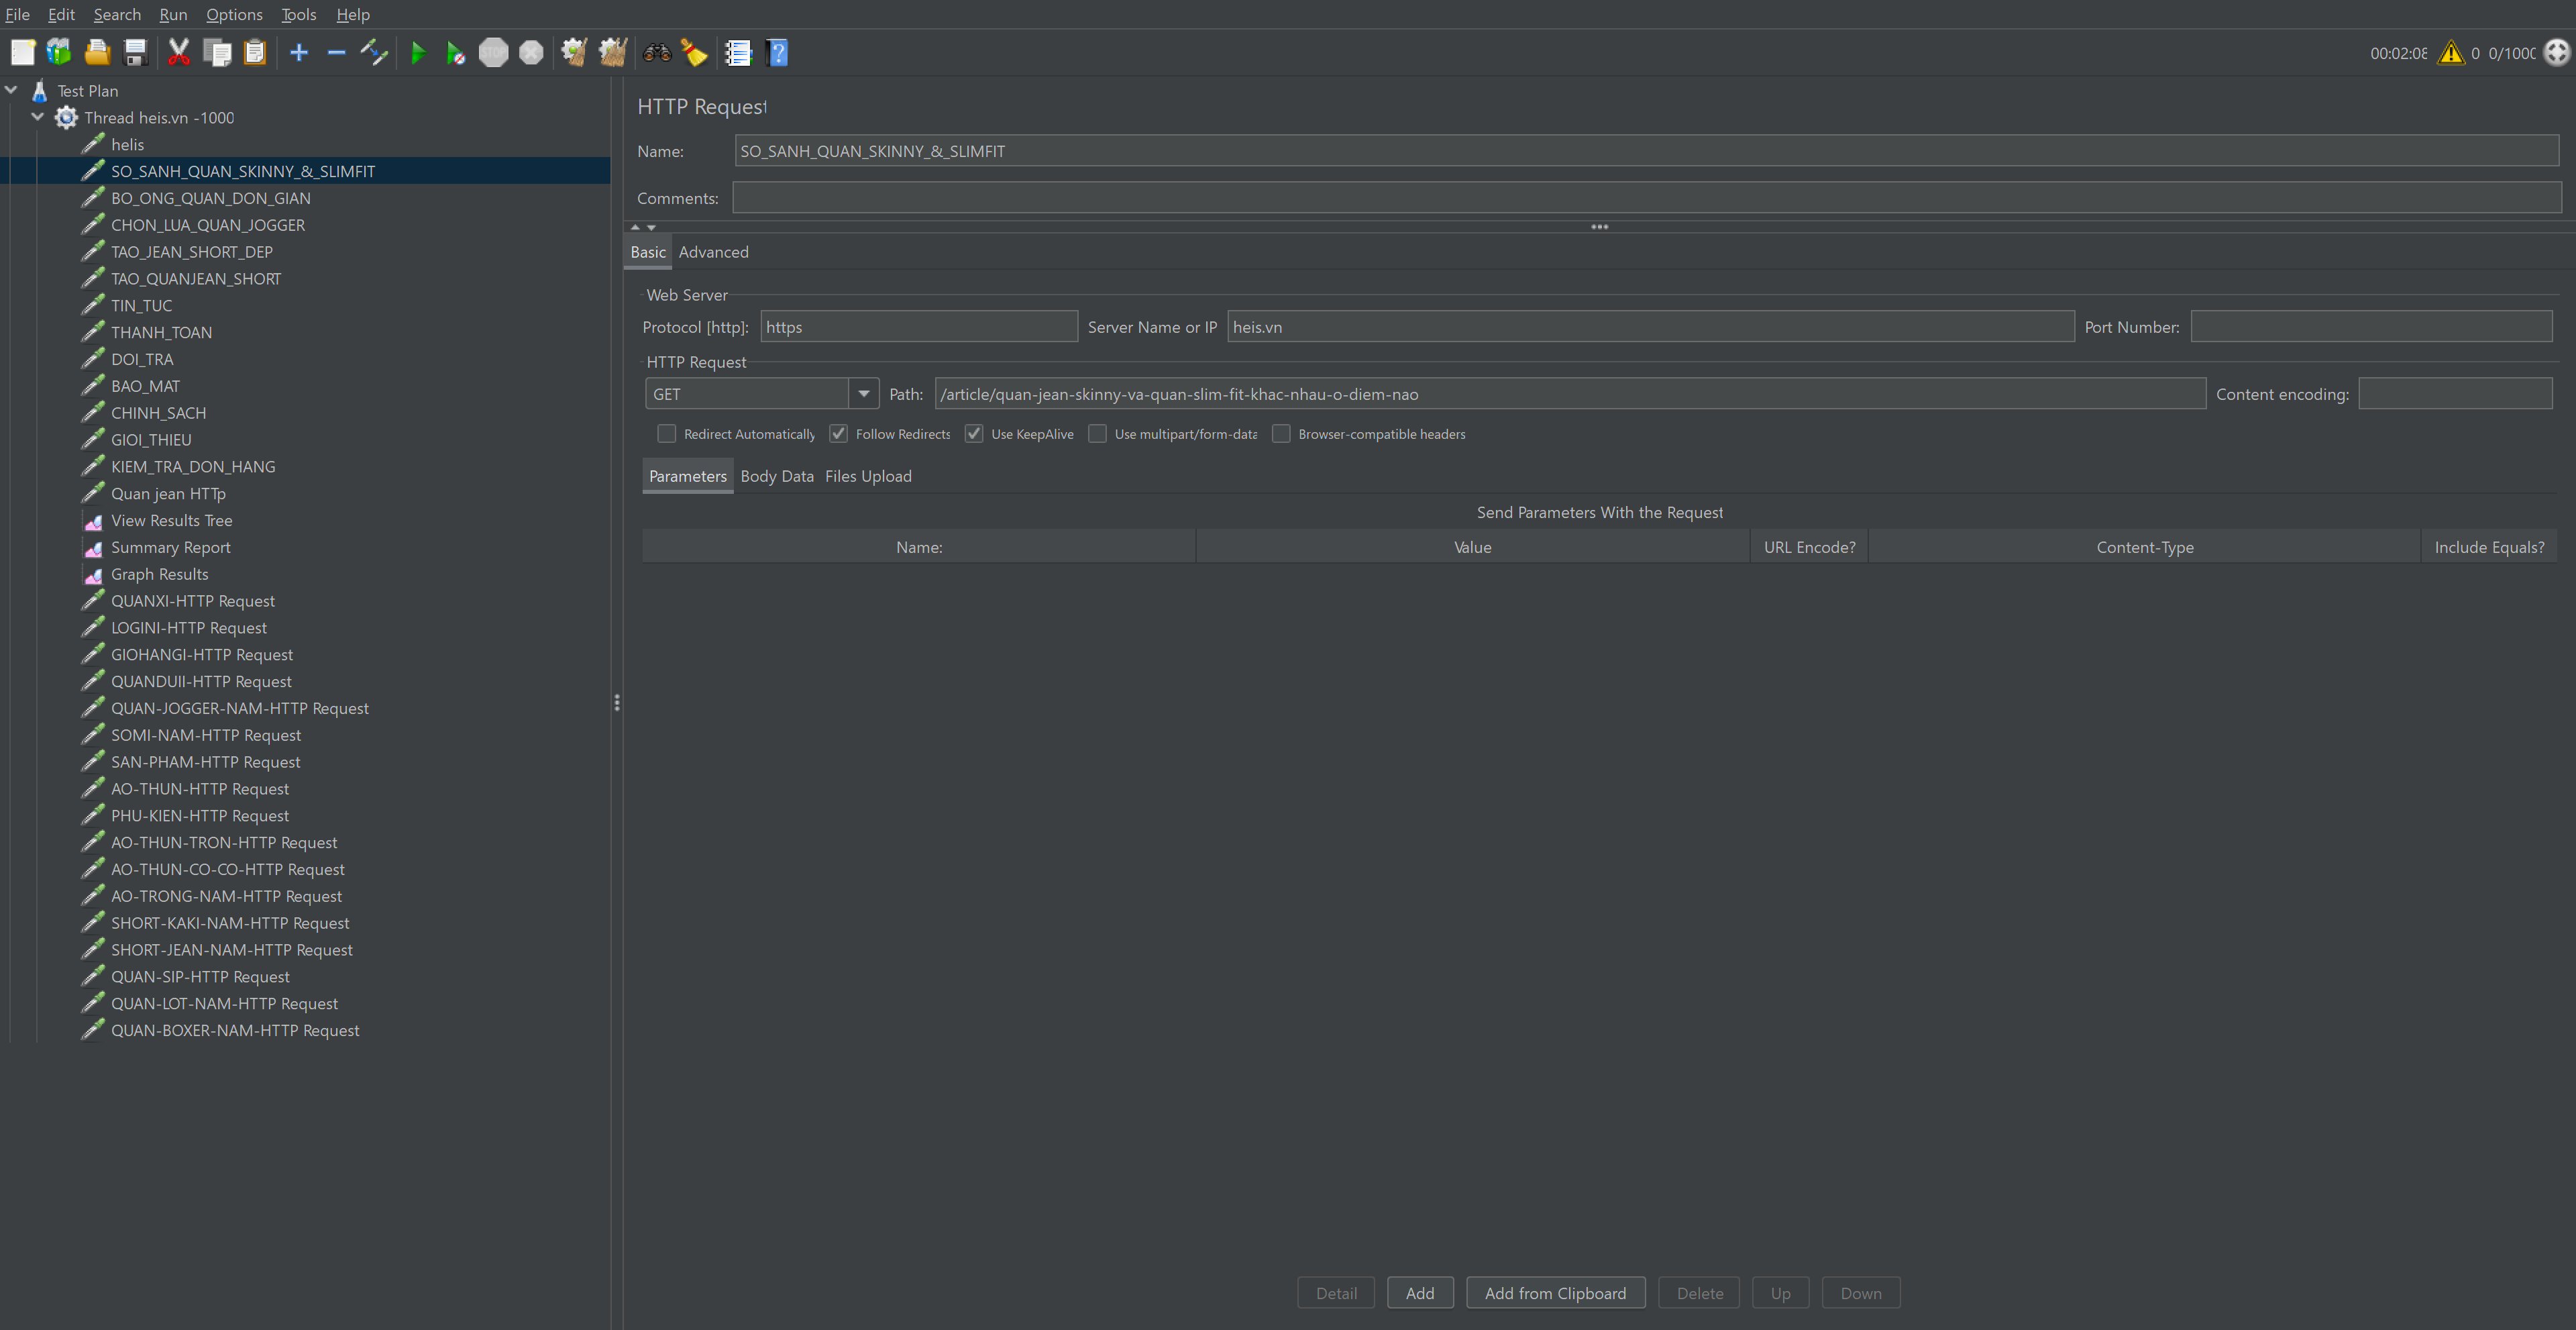 File Edit Search Run Options Tools Help
00:02:08 0 0/1000
Test Plan
Thread heis.vn -1000
helis
SO_SANH_QUAN_SKINNY_&_SLIMFIT
BO_ONG_QUAN_DON_GIAN
CHON_LUA_QUAN_JOGGER
TAO_JEAN_SHORT_DEP
TAO_QUANJEAN_SHORT
TIN_TUC
THANH_TOAN
DOI_TRA
BAO_MAT
CHINH_SACH
GIOI_THIEU
KIEM_TRA_DON_HANG
Quan jean HTTp
View Results Tree
Summary Report
Graph Results
QUANXI-HTTP Request
LOGINI-HTTP Request
GIOHANGI-HTTP Request
QUANDUII-HTTP Request
QUAN-JOGGER-NAM-HTTP Request
SOMI-NAM-HTTP Request
SAN-PHAM-HTTP Request
AO-THUN-HTTP Request
PHU-KIEN-HTTP Request
AO-THUN-TRON-HTTP Request
AO-THUN-CO-CO-HTTP Request
AO-TRONG-NAM-HTTP Request
SHORT-KAKI-NAM-HTTP Request
SHORT-JEAN-NAM-HTTP Request
QUAN-SIP-HTTP Request
QUAN-LOT-NAM-HTTP Request
QUAN-BOXER-NAM-HTTP Request
HTTP Request
Name: SO_SANH_QUAN_SKINNY_&_SLIMFIT
Comments:
Basic Advanced
Web Server
Protocol [http]: https Server Name or IP heis.vn Port Number:
HTTP Request
GET Path: /article/quan-jean-skinny-va-quan-slim-fit-khac-nhau-o-diem-nao Content encoding:
Redirect Automatically Follow Redirects Use KeepAlive Use multipart/form-data Browser-compatible headers
Parameters Body Data Files Upload
Send Parameters With the Request
Name: Value URL Encode? Content-Type Include Equals?
Detail Add Add from Clipboard Delete Up Down